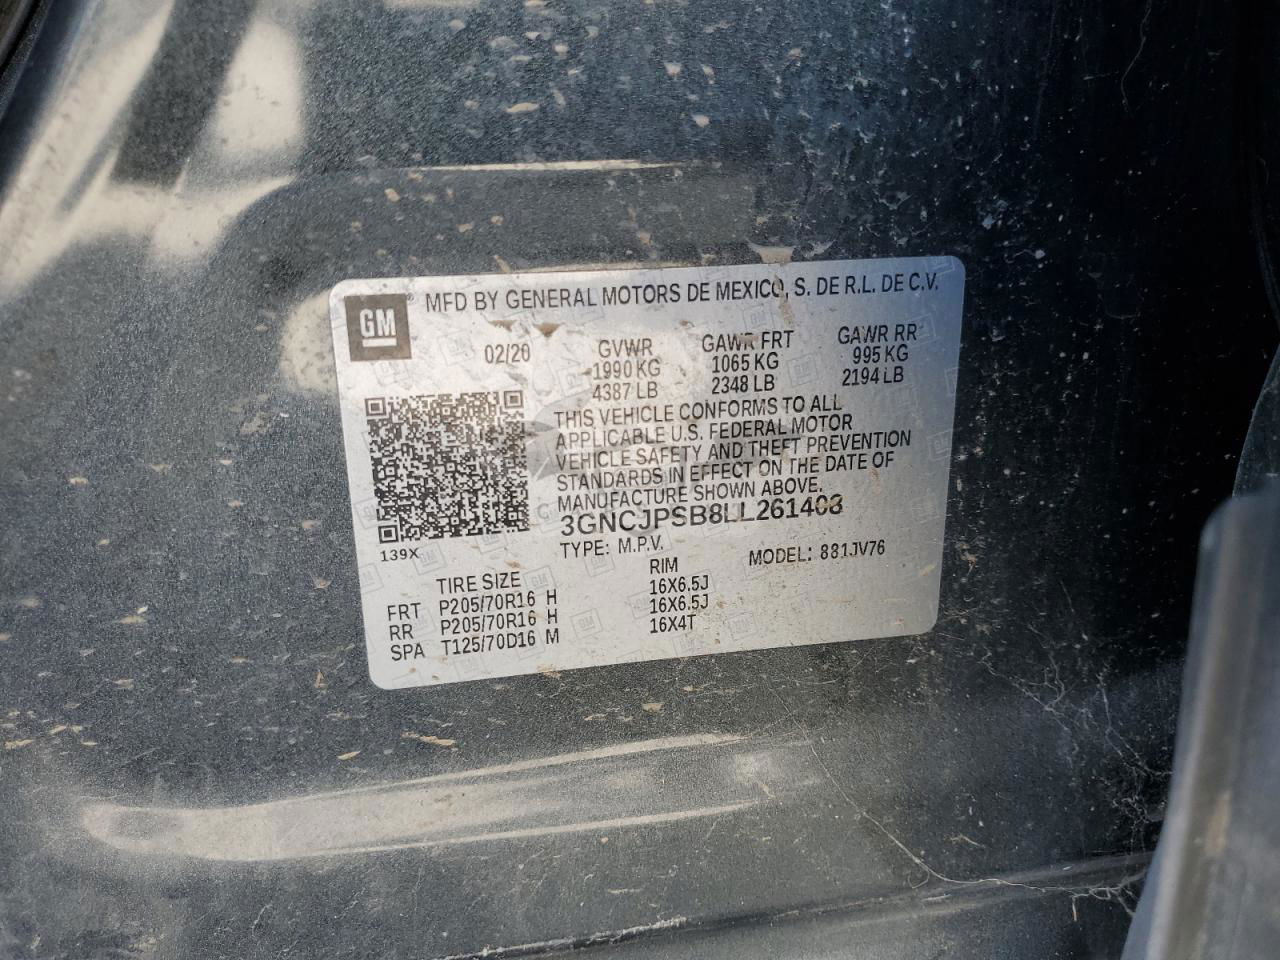 GM
MFD BY GENERAL MOTORS DE MEXICO, S. DE R.L. DE C.V.
02/20
GVWR GAWR FRT GAWR RR
1990 KG 1065 KG 995 KG
4387 LB 2348 LB 2194 LB
THIS VEHICLE CONFORMS TO ALL
APPLICABLE U.S. FEDERAL MOTOR
VEHICLE SAFETY AND THEFT PREVENTION
STANDARDS IN EFFECT ON THE DATE OF
MANUFACTURE SHOWN ABOVE.
3GNCJPSB8LL261408
139X
TYPE: M.P.V. MODEL: 881JV76
TIRE SIZE RIM
FRT P205/70R16 H 16X6.5J
RR P205/70R16 H 16X6.5J
SPA T125/70D16 M 16X4T